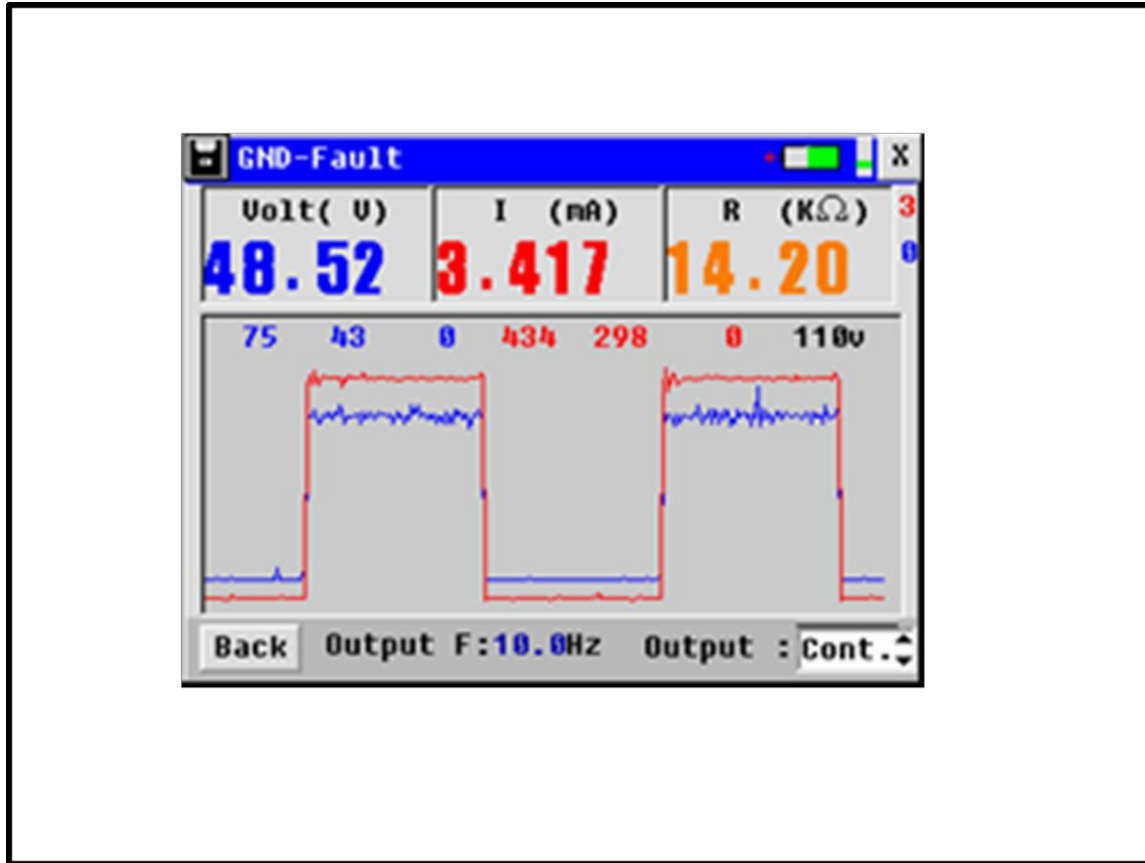 GND-Fault X
Volt( V) I (mA) R (KΩ) 3
48.52 3.417 14.20 0
75 43 0 434 298 0 110v
Back Output F:10.0Hz Output : Cont.